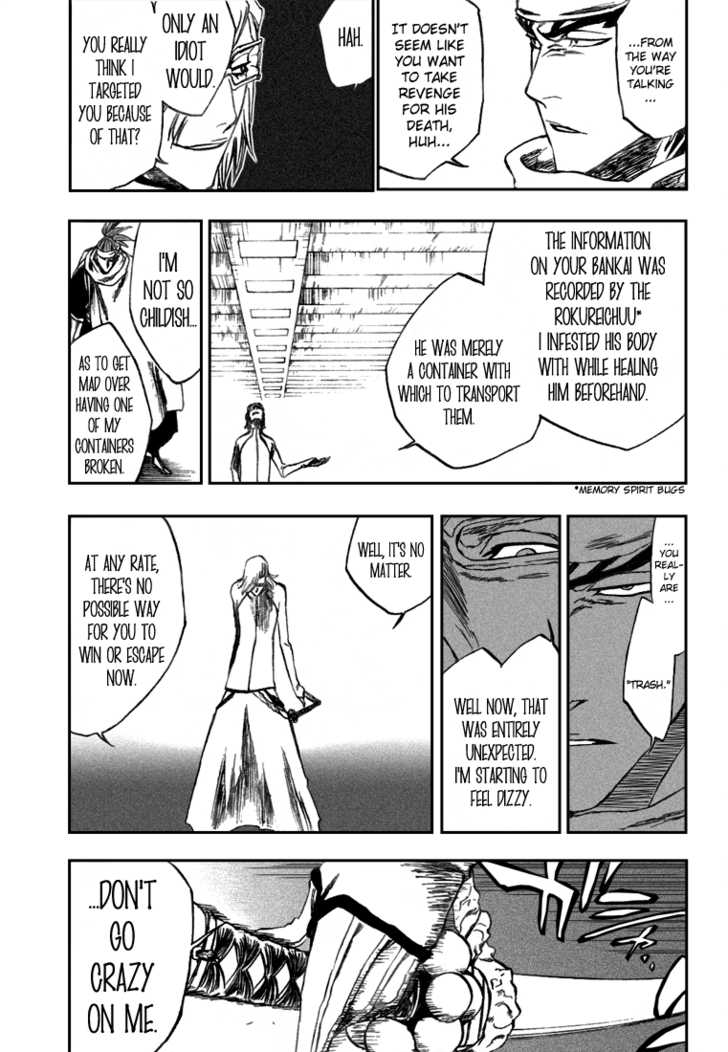 ...FROM
THE WAY
YOU'RE
TALKING
...
IT DOESN'T
SEEM LIKE
YOU WANT
TO TAKE
REVENGE
FOR HIS
DEATH,
HUH...
HAH.
ONLY AN
IDIOT
WOULD.
YOU REALLY
THINK I
TARGETED
YOU BECAUSE
OF THAT?
THE INFORMATION
ON YOUR BANKAI WAS
RECORDED BY THE
ROKUREICHUU*
I INFESTED HIS BODY
WITH WHILE HEALING
HIM BEFOREHAND.
HE WAS MERELY
A CONTAINER WITH
WHICH TO TRANSPORT
THEM.
*MEMORY SPIRIT BUGS
I'M
NOT SO
CHILDISH...
AS TO GET
MAD OVER
HAVING ONE
OF MY
CONTAINERS
BROKEN.
...
YOU
REAL-
LY
ARE
...
"TRASH."
WELL NOW, THAT
WAS ENTIRELY
UNEXPECTED.
I'M STARTING TO
FEEL DIZZY.
WELL, IT'S NO
MATTER.
AT ANY RATE,
THERE'S NO
POSSIBLE WAY
FOR YOU TO
WIN OR ESCAPE
NOW.
...DON'T
GO
CRAZY
ON ME.